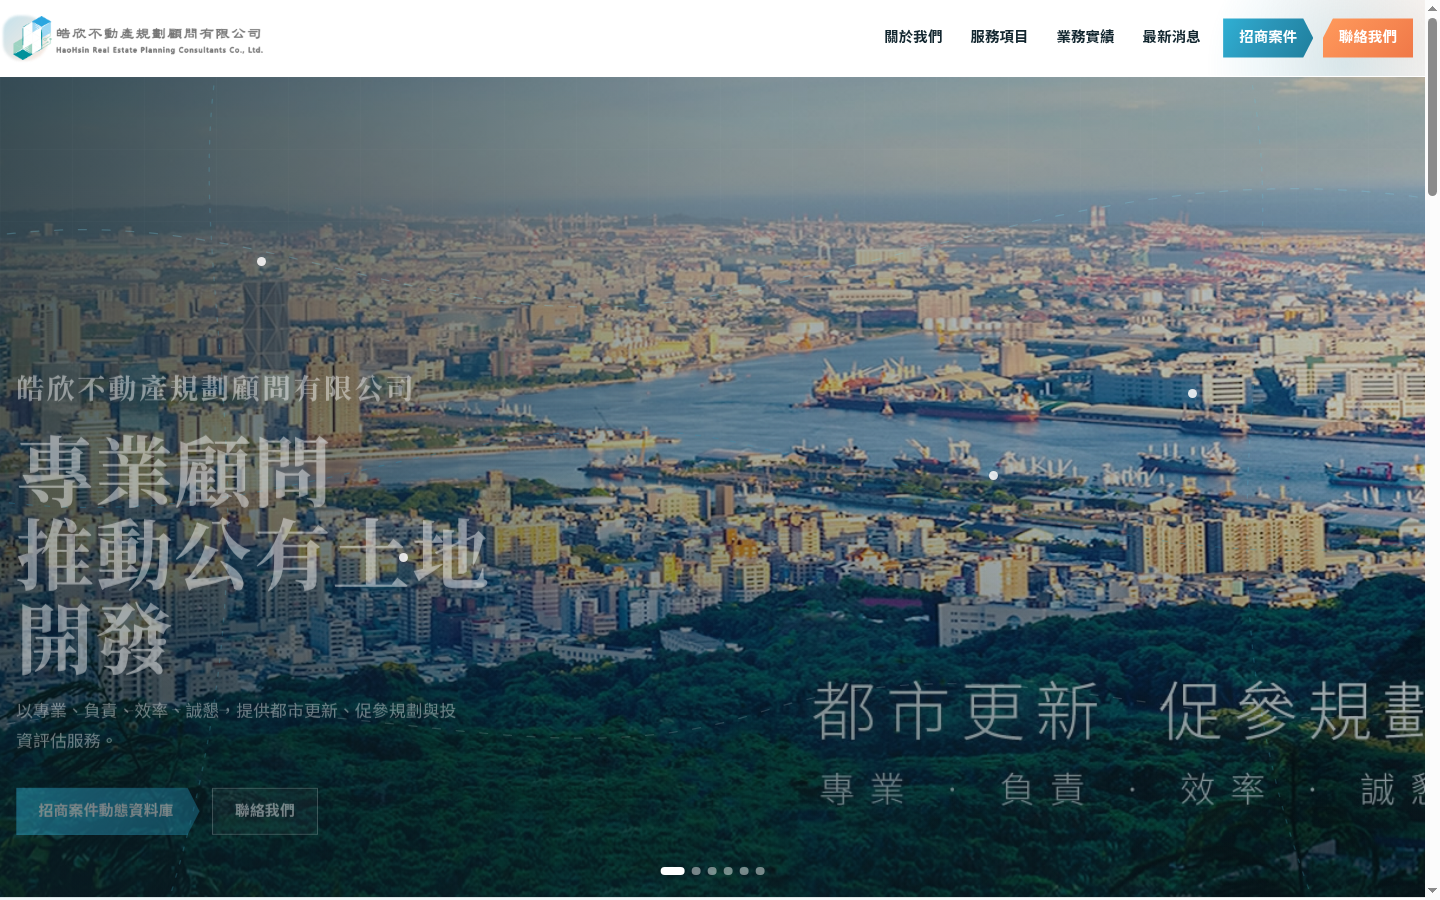 皓欣不動產規劃顧問有限公司
HaoHsin Real Estate Planning Consultants Co., Ltd.
關於我們
服務項目
業務實績
最新消息
招商案件
聯絡我們
皓欣不動產規劃顧問有限公司
專業顧問
推動公有土地
開發
以專業、負責、效率、誠懇，提供都市更新、促參規劃與投
資評估服務。
招商案件動態資料庫
聯絡我們
都市更新 促參規劃
專業 · 負責 · 效率 · 誠懇